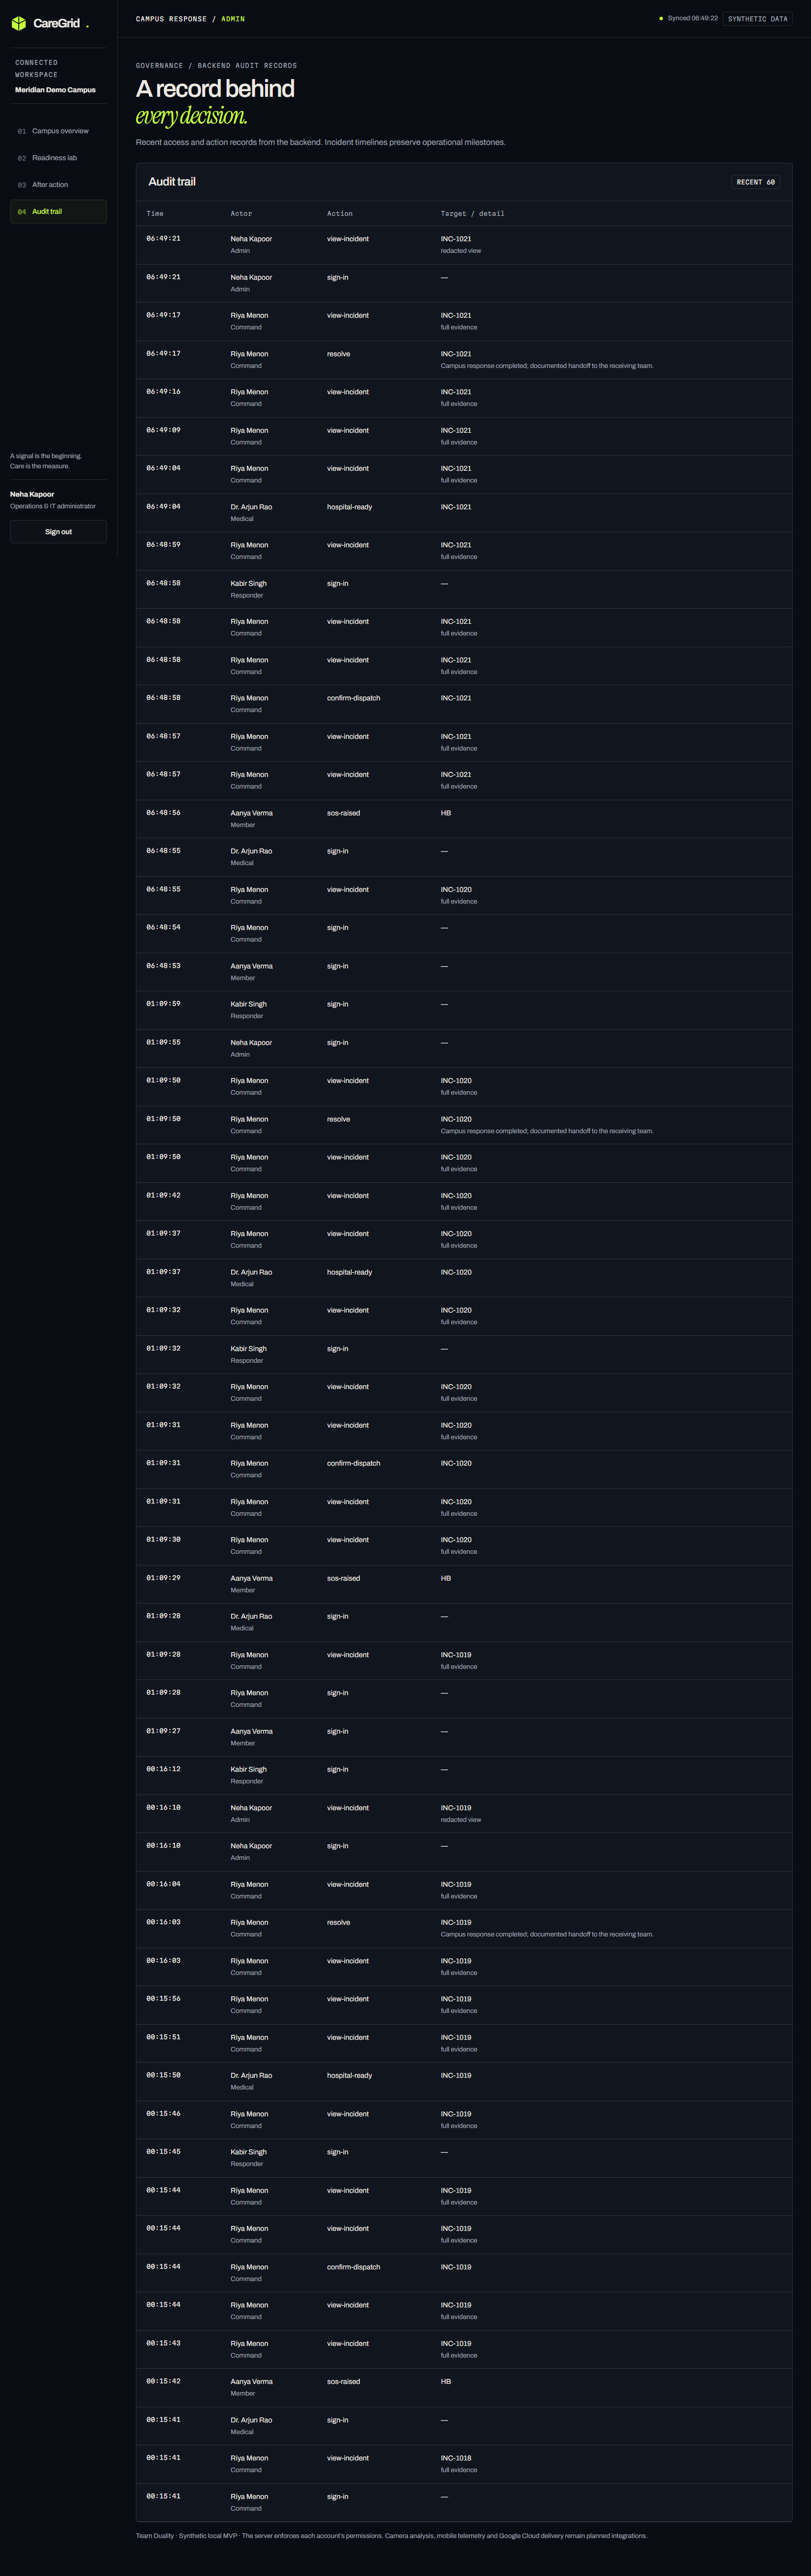 CareGrid.
CONNECTED
WORKSPACE
Meridian Demo Campus
01 Campus overview
02 Readiness lab
03 After action
04 Audit trail
A signal is the beginning.
Care is the measure.
Neha Kapoor
Operations & IT administrator
Sign out
CAMPUS RESPONSE / ADMIN
Synced 06:49:22 SYNTHETIC DATA
GOVERNANCE / BACKEND AUDIT RECORDS
A record behind
every decision.
Recent access and action records from the backend. Incident timelines preserve operational milestones.
Audit trail RECENT 60
Time Actor Action Target / detail
06:49:21 Neha Kapoor view-incident INC-1021
Admin redacted view
06:49:21 Neha Kapoor sign-in —
Admin
06:49:17 Riya Menon view-incident INC-1021
Command full evidence
06:49:17 Riya Menon resolve INC-1021
Command Campus response completed; documented handoff to the receiving team.
06:49:16 Riya Menon view-incident INC-1021
Command full evidence
06:49:09 Riya Menon view-incident INC-1021
Command full evidence
06:49:04 Riya Menon view-incident INC-1021
Command full evidence
06:49:04 Dr. Arjun Rao hospital-ready INC-1021
Medical
06:48:59 Riya Menon view-incident INC-1021
Command full evidence
06:48:58 Kabir Singh sign-in —
Responder
06:48:58 Riya Menon view-incident INC-1021
Command full evidence
06:48:58 Riya Menon view-incident INC-1021
Command full evidence
06:48:58 Riya Menon confirm-dispatch INC-1021
Command
06:48:57 Riya Menon view-incident INC-1021
Command full evidence
06:48:57 Riya Menon view-incident INC-1021
Command full evidence
06:48:56 Aanya Verma sos-raised HB
Member
06:48:55 Dr. Arjun Rao sign-in —
Medical
06:48:55 Riya Menon view-incident INC-1020
Command full evidence
06:48:54 Riya Menon sign-in —
Command
06:48:53 Aanya Verma sign-in —
Member
01:09:59 Kabir Singh sign-in —
Responder
01:09:55 Neha Kapoor sign-in —
Admin
01:09:50 Riya Menon view-incident INC-1020
Command full evidence
01:09:50 Riya Menon resolve INC-1020
Command Campus response completed; documented handoff to the receiving team.
01:09:50 Riya Menon view-incident INC-1020
Command full evidence
01:09:42 Riya Menon view-incident INC-1020
Command full evidence
01:09:37 Riya Menon view-incident INC-1020
Command full evidence
01:09:37 Dr. Arjun Rao hospital-ready INC-1020
Medical
01:09:32 Riya Menon view-incident INC-1020
Command full evidence
01:09:32 Kabir Singh sign-in —
Responder
01:09:32 Riya Menon view-incident INC-1020
Command full evidence
01:09:31 Riya Menon view-incident INC-1020
Command full evidence
01:09:31 Riya Menon confirm-dispatch INC-1020
Command
01:09:31 Riya Menon view-incident INC-1020
Command full evidence
01:09:30 Riya Menon view-incident INC-1020
Command full evidence
01:09:29 Aanya Verma sos-raised HB
Member
01:09:28 Dr. Arjun Rao sign-in —
Medical
01:09:28 Riya Menon view-incident INC-1019
Command full evidence
01:09:28 Riya Menon sign-in —
Command
01:09:27 Aanya Verma sign-in —
Member
00:16:12 Kabir Singh sign-in —
Responder
00:16:10 Neha Kapoor view-incident INC-1019
Admin redacted view
00:16:10 Neha Kapoor sign-in —
Admin
00:16:04 Riya Menon view-incident INC-1019
Command full evidence
00:16:03 Riya Menon resolve INC-1019
Command Campus response completed; documented handoff to the receiving team.
00:16:03 Riya Menon view-incident INC-1019
Command full evidence
00:15:56 Riya Menon view-incident INC-1019
Command full evidence
00:15:51 Riya Menon view-incident INC-1019
Command full evidence
00:15:50 Dr. Arjun Rao hospital-ready INC-1019
Medical
00:15:46 Riya Menon view-incident INC-1019
Command full evidence
00:15:45 Kabir Singh sign-in —
Responder
00:15:44 Riya Menon view-incident INC-1019
Command full evidence
00:15:44 Riya Menon view-incident INC-1019
Command full evidence
00:15:44 Riya Menon confirm-dispatch INC-1019
Command
00:15:44 Riya Menon view-incident INC-1019
Command full evidence
00:15:43 Riya Menon view-incident INC-1019
Command full evidence
00:15:42 Aanya Verma sos-raised HB
Member
00:15:41 Dr. Arjun Rao sign-in —
Medical
00:15:41 Riya Menon view-incident INC-1018
Command full evidence
00:15:41 Riya Menon sign-in —
Command
Team Duality · Synthetic local MVP · The server enforces each account's permissions. Camera analysis, mobile telemetry and Google Cloud delivery remain planned integrations.